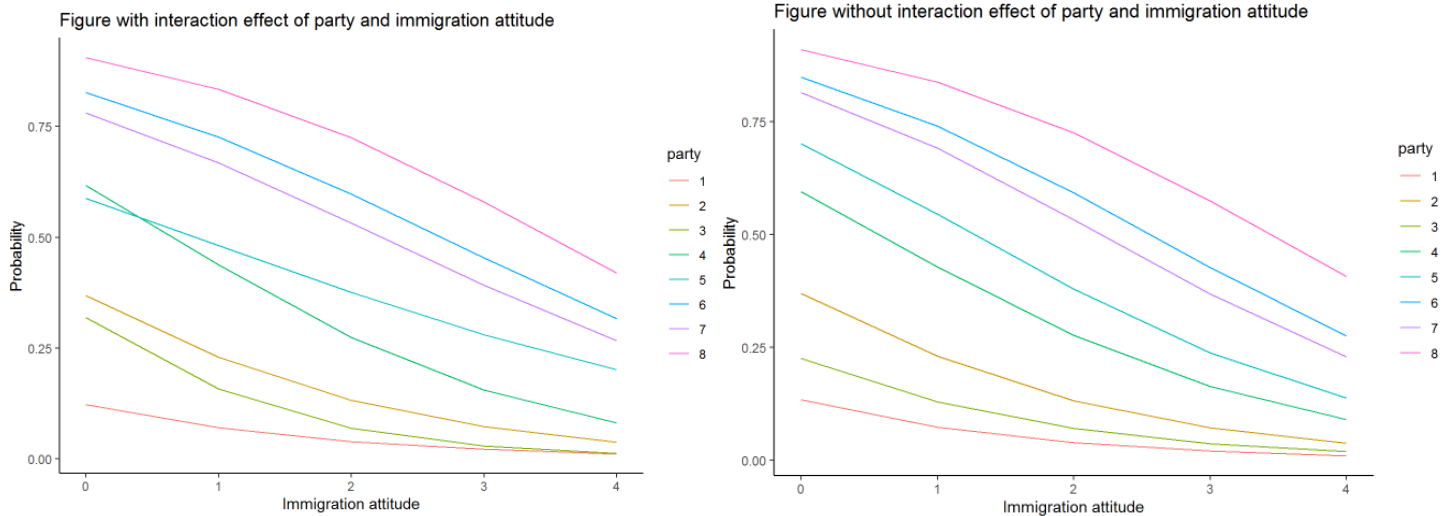 Figure with interaction effect of party and immigration attitude
0.75
0.50
0.25
0.00
Probability
0 1 2 3 4
Immigration attitude
party
1
2
3
4
5
6
7
8
Figure without interaction effect of party and immigration attitude
0.75
0.50
0.25
0.00
Probability
0 1 2 3 4
Immigration attitude
party
1
2
3
4
5
6
7
8